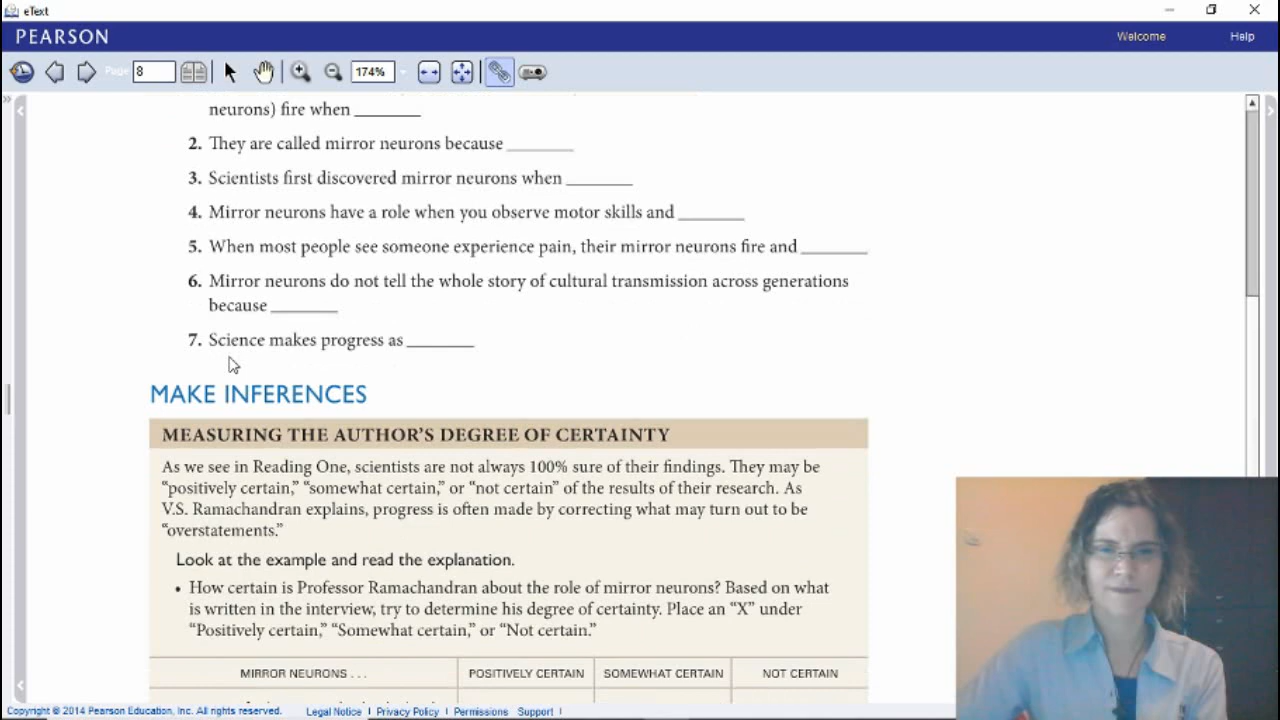 eText
PEARSON
Welcome Help
Page 8 174%
neurons) fire when _______
2. They are called mirror neurons because _______
3. Scientists first discovered mirror neurons when _______
4. Mirror neurons have a role when you observe motor skills and _______
5. When most people see someone experience pain, their mirror neurons fire and _______
6. Mirror neurons do not tell the whole story of cultural transmission across generations
because _______
7. Science makes progress as _______
MAKE INFERENCES
MEASURING THE AUTHOR'S DEGREE OF CERTAINTY
As we see in Reading One, scientists are not always 100% sure of their findings. They may be
“positively certain,” “somewhat certain,” or “not certain” of the results of their research. As
V.S. Ramachandran explains, progress is often made by correcting what may turn out to be
“overstatements.”
Look at the example and read the explanation.
• How certain is Professor Ramachandran about the role of mirror neurons? Based on what
is written in the interview, try to determine his degree of certainty. Place an “X” under
“Positively certain,” “Somewhat certain,” or “Not certain.”
MIRROR NEURONS . . . POSITIVELY CERTAIN SOMEWHAT CERTAIN NOT CERTAIN
Copyright © 2014 Pearson Education, Inc. All rights reserved. Legal Notice | Privacy Policy | Permissions Support |